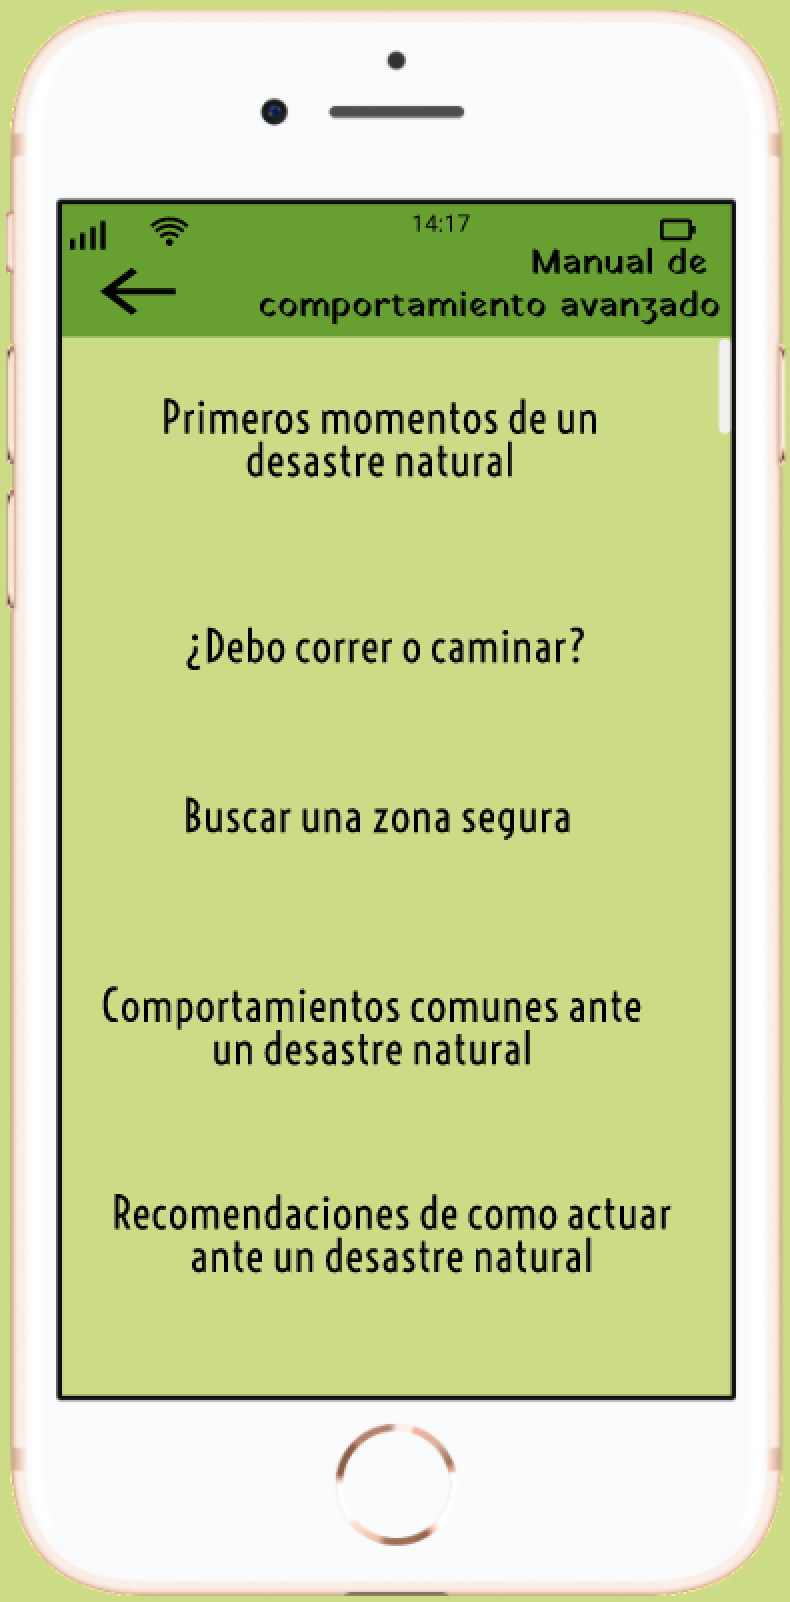 14:17
Manual de
comportamiento avanzado
Primeros momentos de un
desastre natural
¿Debo correr o caminar?
Buscar una zona segura
Comportamientos comunes ante
un desastre natural
Recomendaciones de como actuar
ante un desastre natural